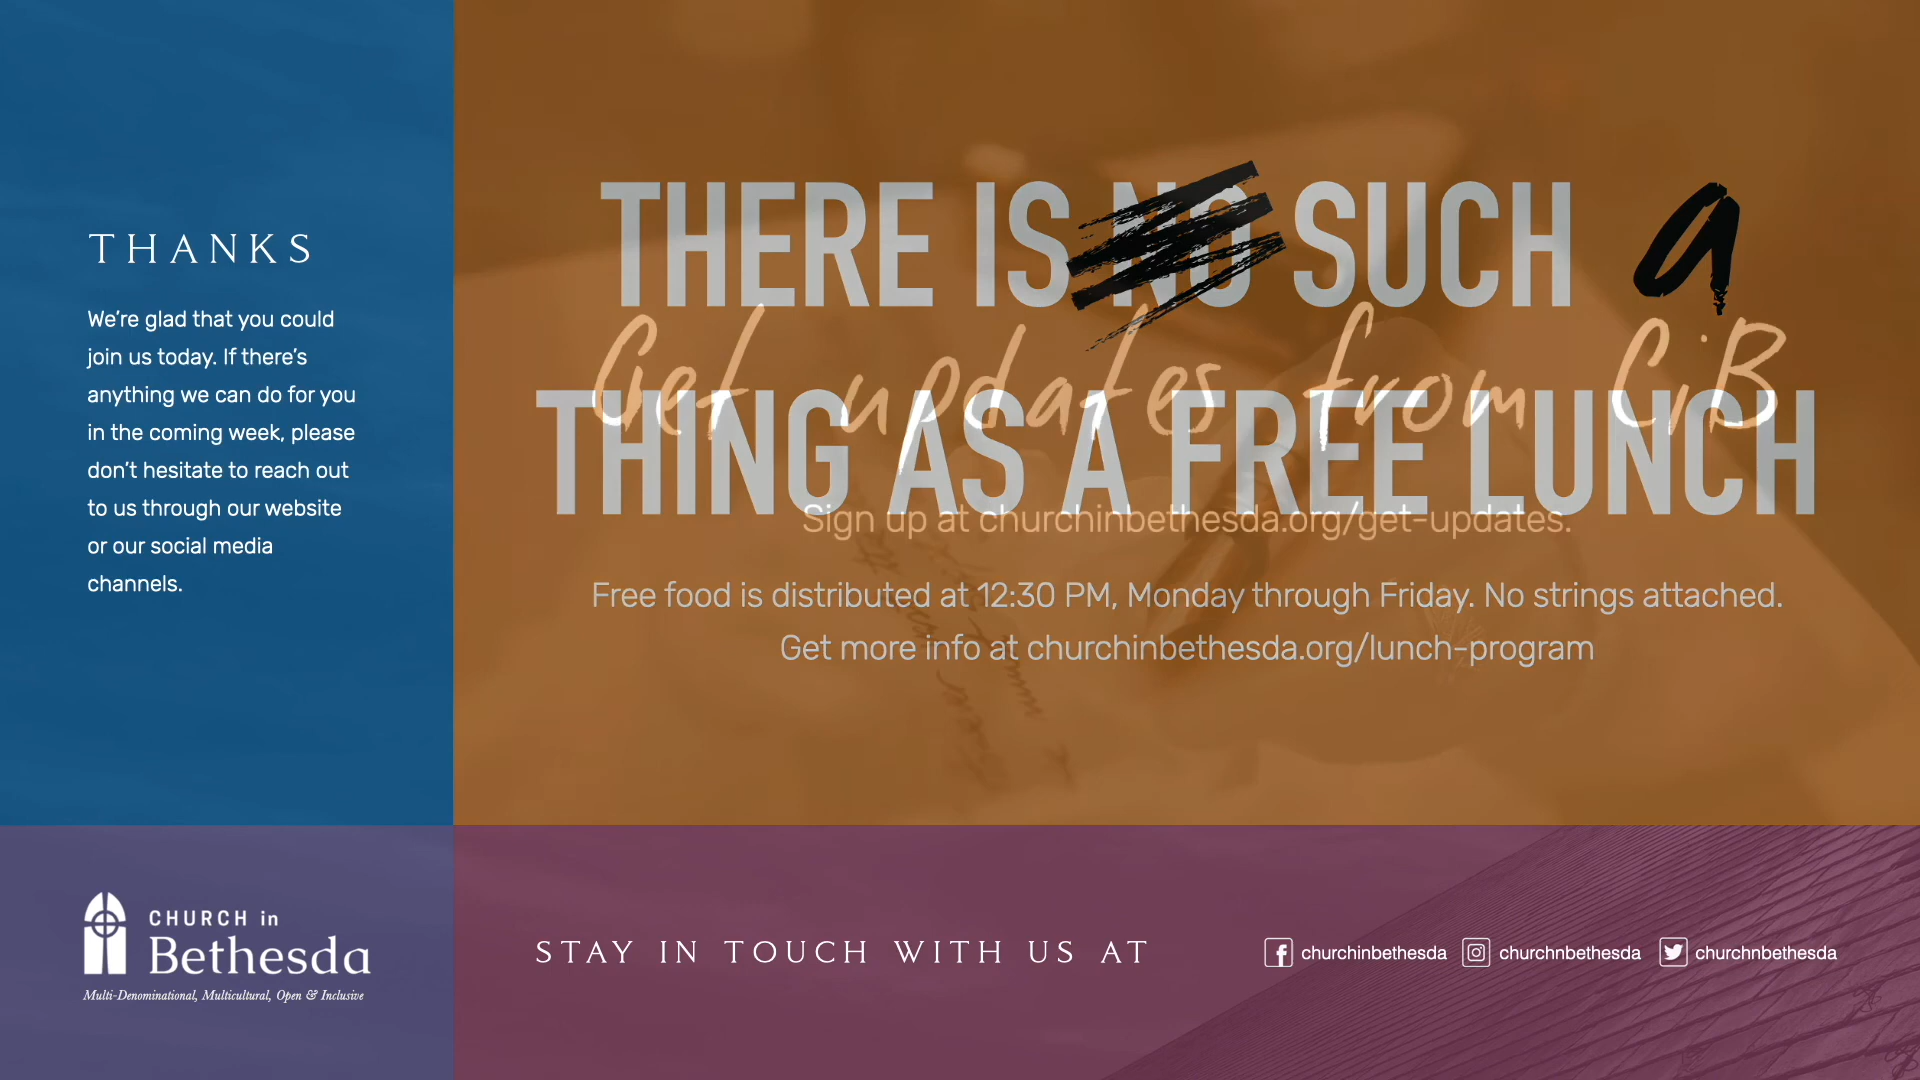 THANKS
We're glad that you could
join us today. If there's
anything we can do for you
in the coming week, please
don't hesitate to reach out
to us through our website
or our social media
channels.
THERE IS NO SUCH a
Get updates from CiB
THING AS A FREE LUNCH
Sign up at churchinbethesda.org/get-updates.
Free food is distributed at 12:30 PM, Monday through Friday. No strings attached.
Get more info at churchinbethesda.org/lunch-program
CHURCH in
Bethesda
Multi-Denominational, Multicultural, Open & Inclusive
STAY IN TOUCH WITH US AT
churchinbethesda
churchnbethesda
churchnbethesda